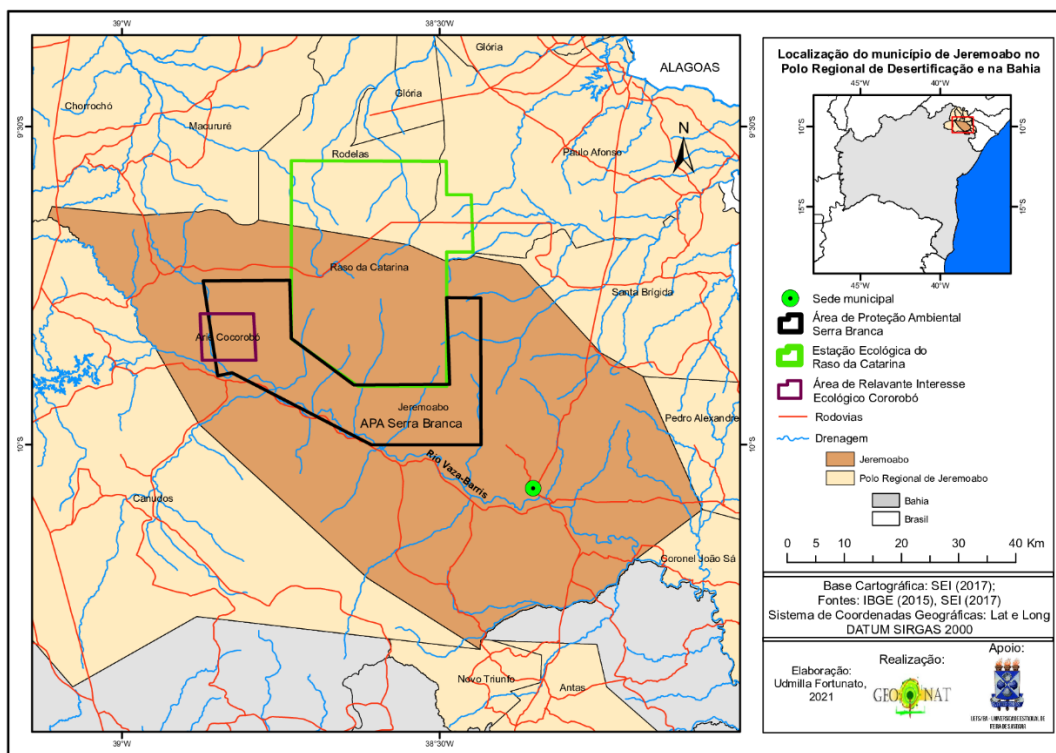 39°W
38°30'W
Glória
ALAGOAS
Chorrochó
Glória
Macururé
9°30'S
9°30'S
Rodelas
Paulo Afonso
N
Raso da Catarina
Santa Brígida
Arie Cocorobó
Jeremoabo
APA Serra Branca
Pedro Alexandre
10°S
10°S
Rio Vaza-Barris
Canudos
Coronel João Sá
Novo Triunfo
Antas
39°W
38°30'W
Localização do município de Jeremoabo no
Polo Regional de Desertificação e na Bahia
45°W
40°W
10°S
10°S
15°S
15°S
45°W
40°W
Sede municipal
Área de Proteção Ambiental
Serra Branca
Estação Ecológica do
Raso da Catarina
Área de Relavante Interesse
Ecológico Cororobó
Rodovias
Drenagem
Jeremoabo
Polo Regional de Jeremoabo
Bahia
Brasil
0 5 10 20 30 40 Km
Base Cartográfica: SEI (2017);
Fontes: IBGE (2015), SEI (2017)
Sistema de Coordenadas Geográficas: Lat e Long
DATUM SIRGAS 2000
Elaboração:
Udmilla Fortunato,
2021
Realização:
GEONAT
Apoio: